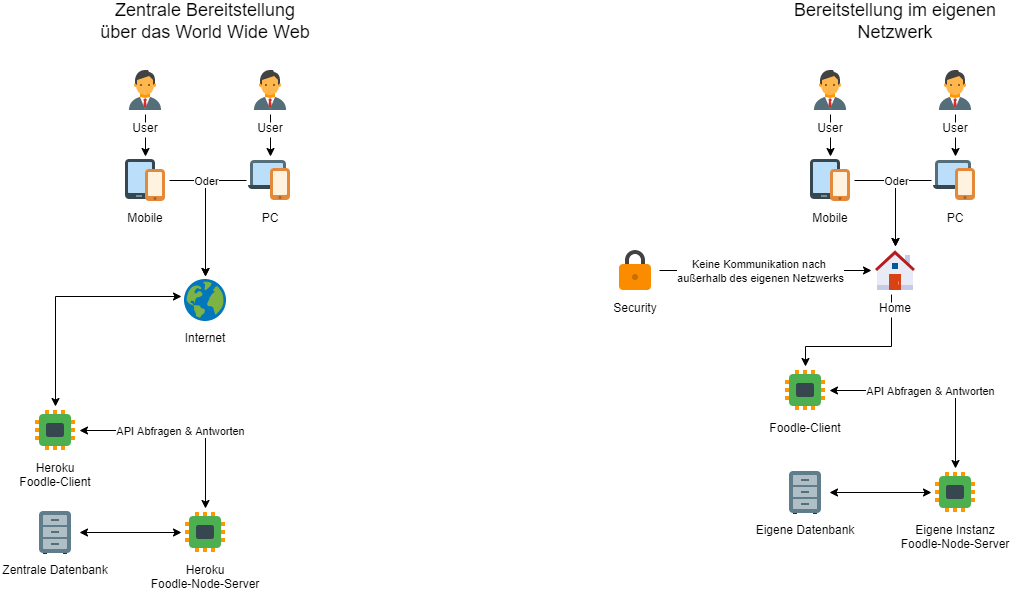 Zentrale Bereitstellung
über das World Wide Web
User
User
Oder
Mobile
PC
Internet
API Abfragen & Antworten
Heroku
Foodle-Client
Zentrale Datenbank
Heroku
Foodle-Node-Server
Bereitstellung im eigenen
Netzwerk
User
User
Oder
Mobile
PC
Keine Kommunikation nach
außerhalb des eigenen Netzwerks
Security
Home
API Abfragen & Antworten
Foodle-Client
Eigene Datenbank
Eigene Instanz
Foodle-Node-Server